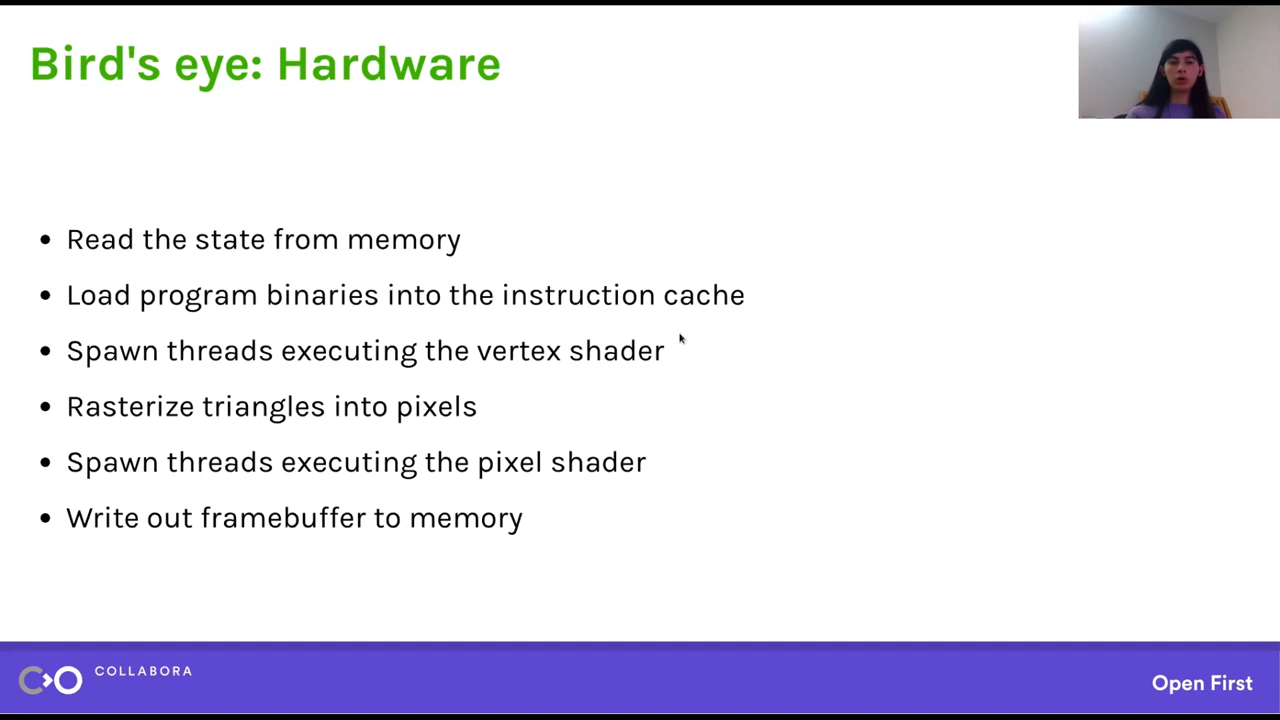 Bird's eye: Hardware
• Read the state from memory
• Load program binaries into the instruction cache
• Spawn threads executing the vertex shader
• Rasterize triangles into pixels
• Spawn threads executing the pixel shader
• Write out framebuffer to memory
COLLABORA
Open First